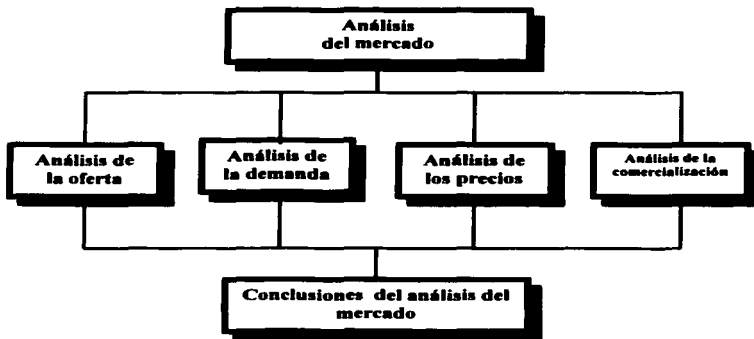 Análisis
del mercado
Análisis de
la oferta
Análisis de
la demanda
Análisis de
los precios
Análisis de la
comercialización
Conclusiones del análisis del
mercado